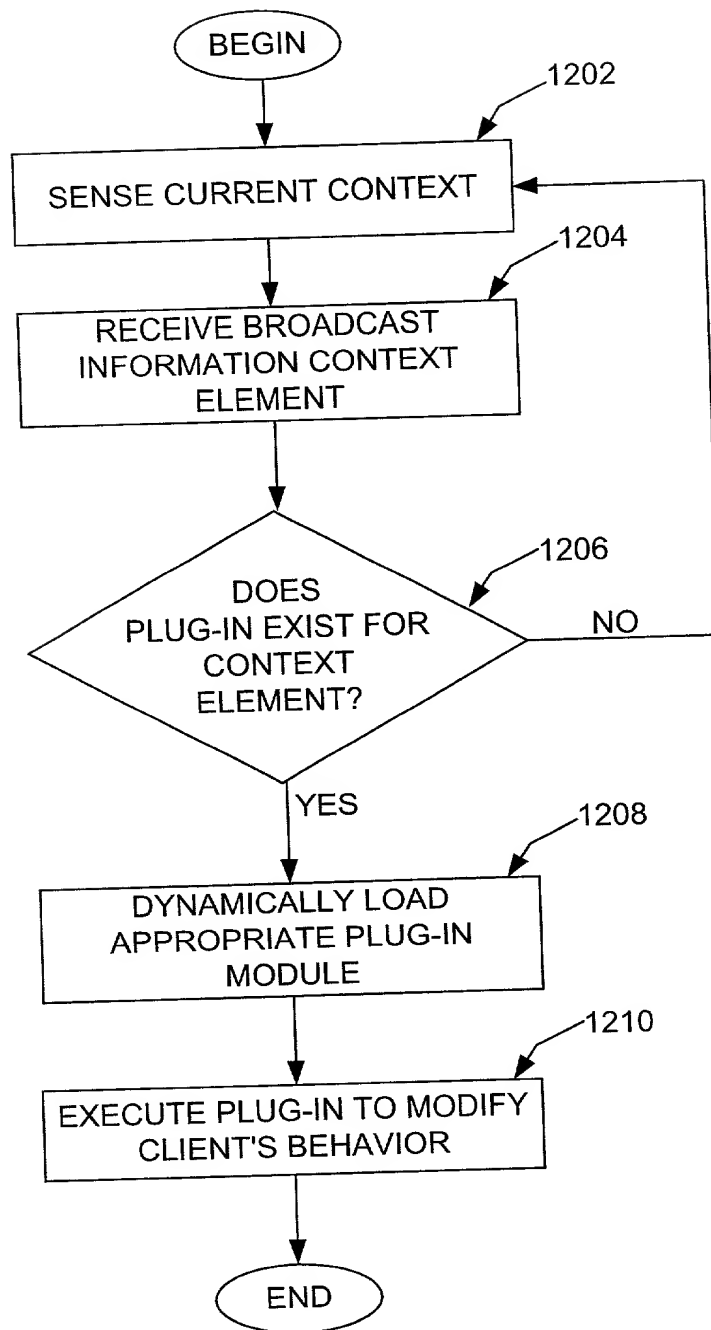 BEGIN
1202
SENSE CURRENT CONTEXT
1204
RECEIVE BROADCAST
INFORMATION CONTEXT
ELEMENT
1206
DOES
PLUG-IN EXIST FOR
CONTEXT
ELEMENT?
NO
YES
1208
DYNAMICALLY LOAD
APPROPRIATE PLUG-IN
MODULE
1210
EXECUTE PLUG-IN TO MODIFY
CLIENT'S BEHAVIOR
END